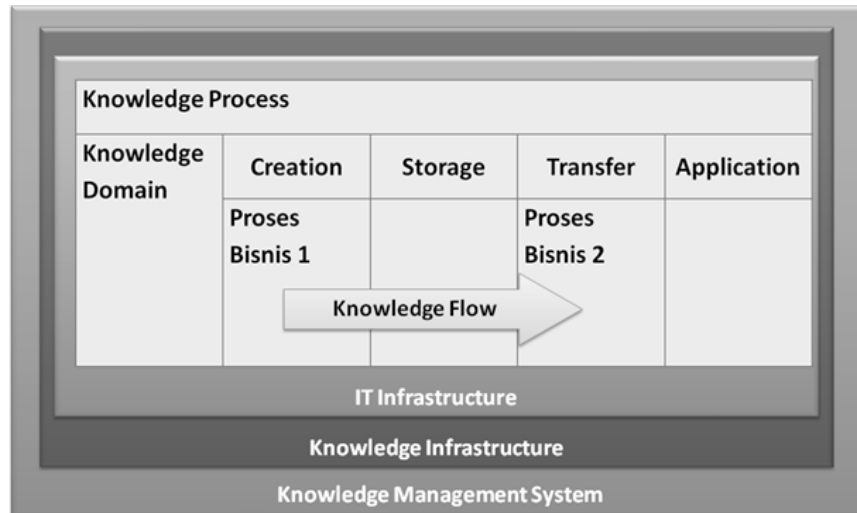 Knowledge Process
Knowledge
Domain
Creation
Storage
Transfer
Application
Proses
Bisnis 1
Proses
Bisnis 2
Knowledge Flow
IT Infrastructure
Knowledge Infrastructure
Knowledge Management System